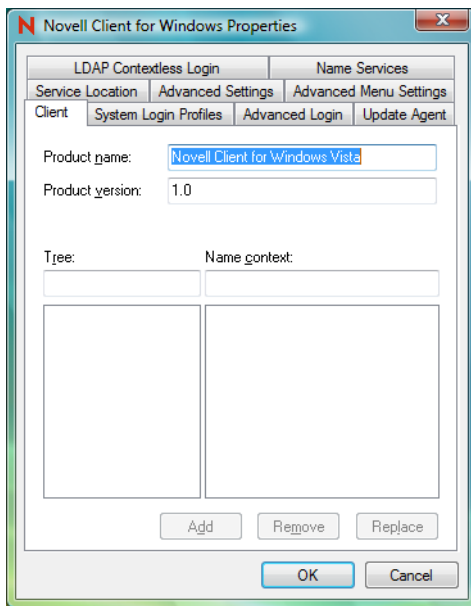 N Novell Client for Windows Properties
LDAP Contextless Login Name Services
Service Location Advanced Settings Advanced Menu Settings
Client System Login Profiles Advanced Login Update Agent
Product name: Novell Client for Windows Vista
Product version: 1.0
Tree: Name context:
Add Remove Replace
OK Cancel